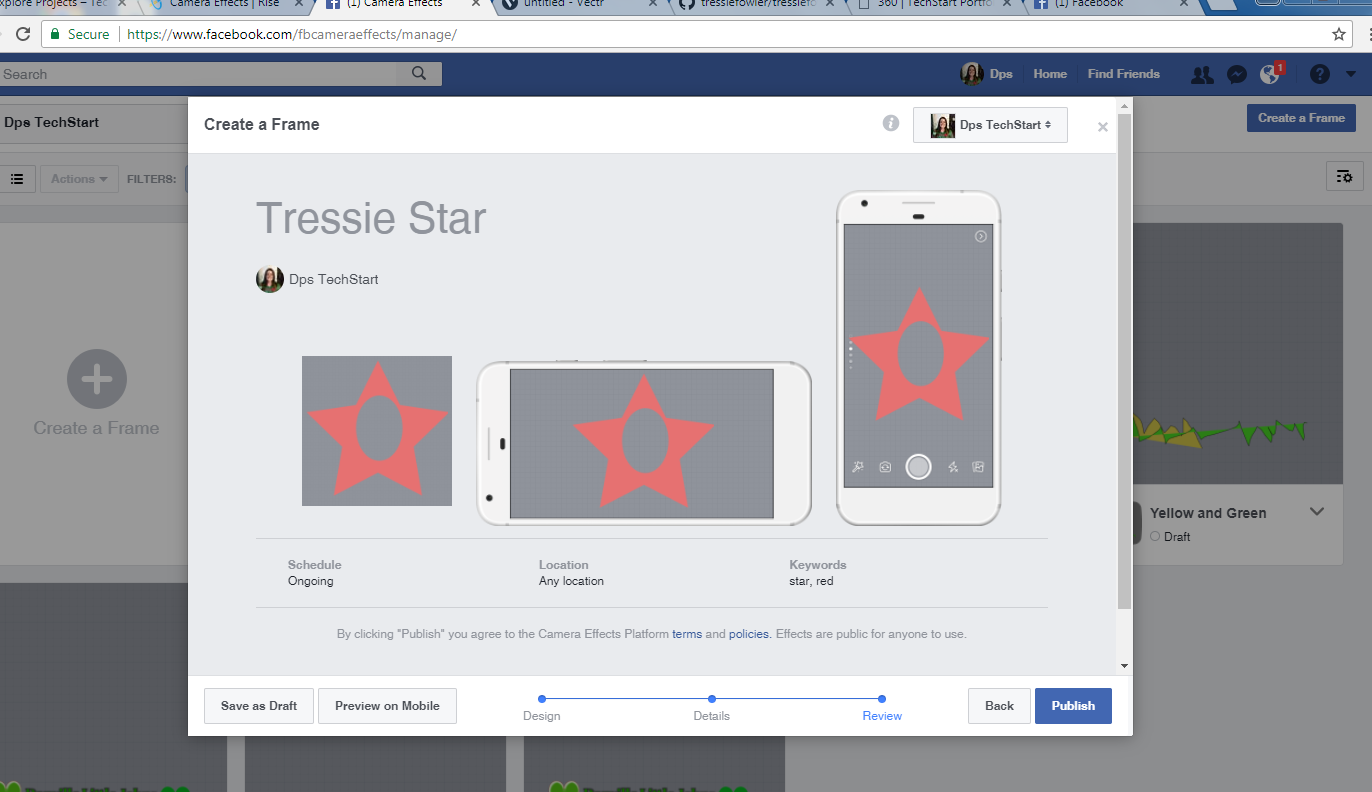 xplore Projects – Tec
Camera Effects | Rise
(1) Camera Effects
untitled - Vectr
tressiefowler/tressiefo
360 | TechStart Portfo
(1) Facebook
Secure
https://www.facebook.com/fbcameraeffects/manage/
Search
Dps
Home
Find Friends
1
Dps TechStart
Create a Frame
Dps TechStart
Create a Frame
Actions
FILTERS:
Tressie Star
Dps TechStart
Create a Frame
Yellow and Green
Draft
Schedule
Location
Keywords
Ongoing
Any location
star, red
By clicking "Publish" you agree to the Camera Effects Platform terms and policies. Effects are public for anyone to use.
Save as Draft
Preview on Mobile
Design
Details
Review
Back
Publish